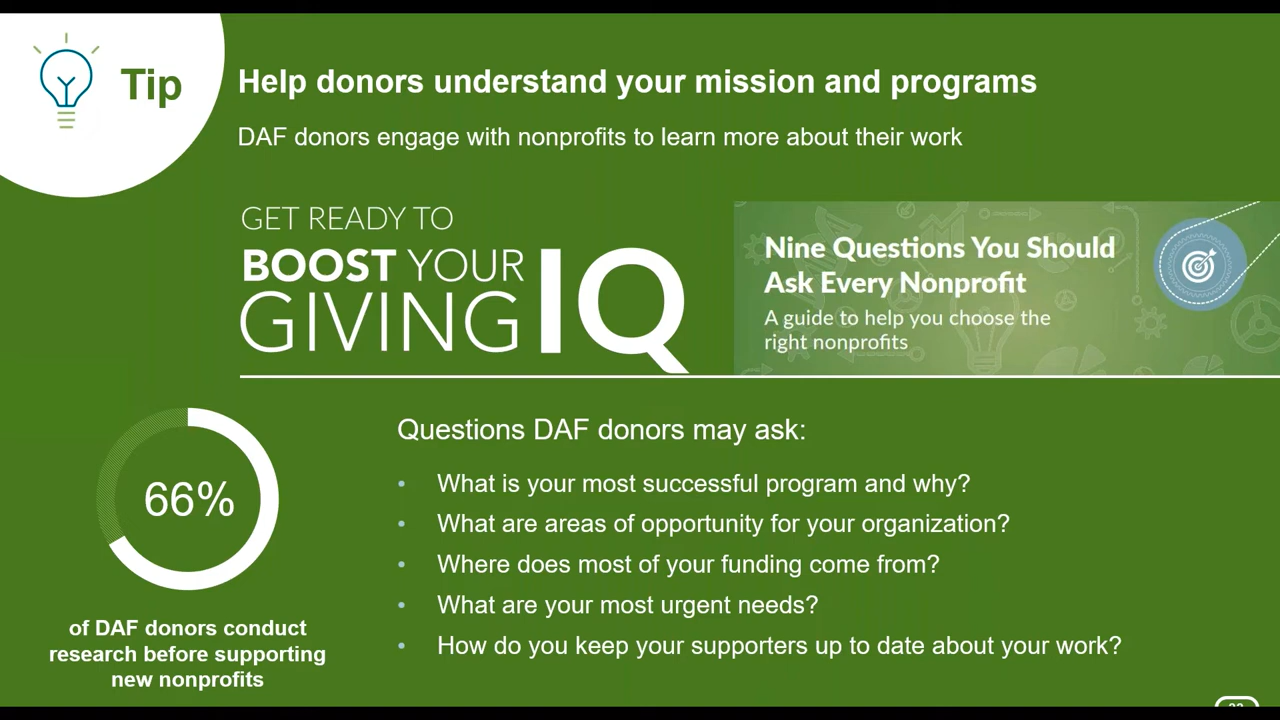 Tip
Help donors understand your mission and programs
DAF donors engage with nonprofits to learn more about their work
GET READY TO
BOOST YOUR
GIVING IQ
Nine Questions You Should
Ask Every Nonprofit
A guide to help you choose the
right nonprofits
66%
of DAF donors conduct
research before supporting
new nonprofits
Questions DAF donors may ask:
• What is your most successful program and why?
• What are areas of opportunity for your organization?
• Where does most of your funding come from?
• What are your most urgent needs?
• How do you keep your supporters up to date about your work?